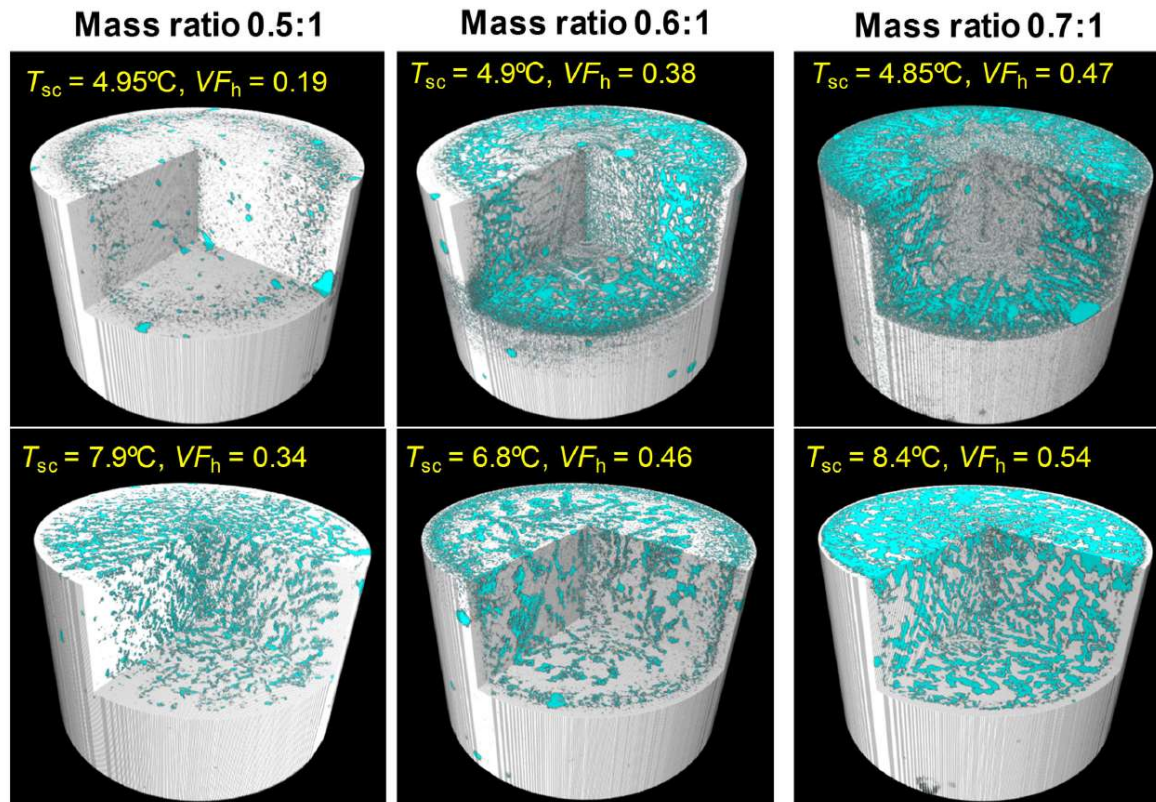 Mass ratio 0.5:1
Mass ratio 0.6:1
Mass ratio 0.7:1
Tsc = 4.95ºC, VFh = 0.19
Tsc = 4.9ºC, VFh = 0.38
Tsc = 4.85ºC, VFh = 0.47
Tsc = 7.9ºC, VFh = 0.34
Tsc = 6.8ºC, VFh = 0.46
Tsc = 8.4ºC, VFh = 0.54